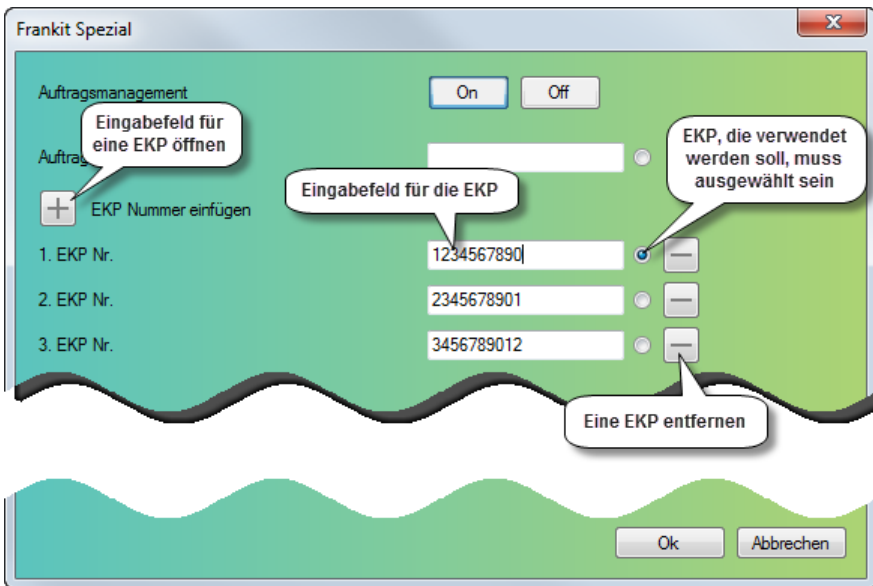 Frankit Spezial
x
Auftragsmanagement
On
Off
Eingabefeld für
eine EKP öffnen
EKP, die verwendet
werden soll, muss
ausgewählt sein
Eingabefeld für die EKP
EKP Nummer einfügen
1. EKP Nr.
1234567890
2. EKP Nr.
2345678901
3. EKP Nr.
3456789012
Eine EKP entfernen
Ok
Abbrechen